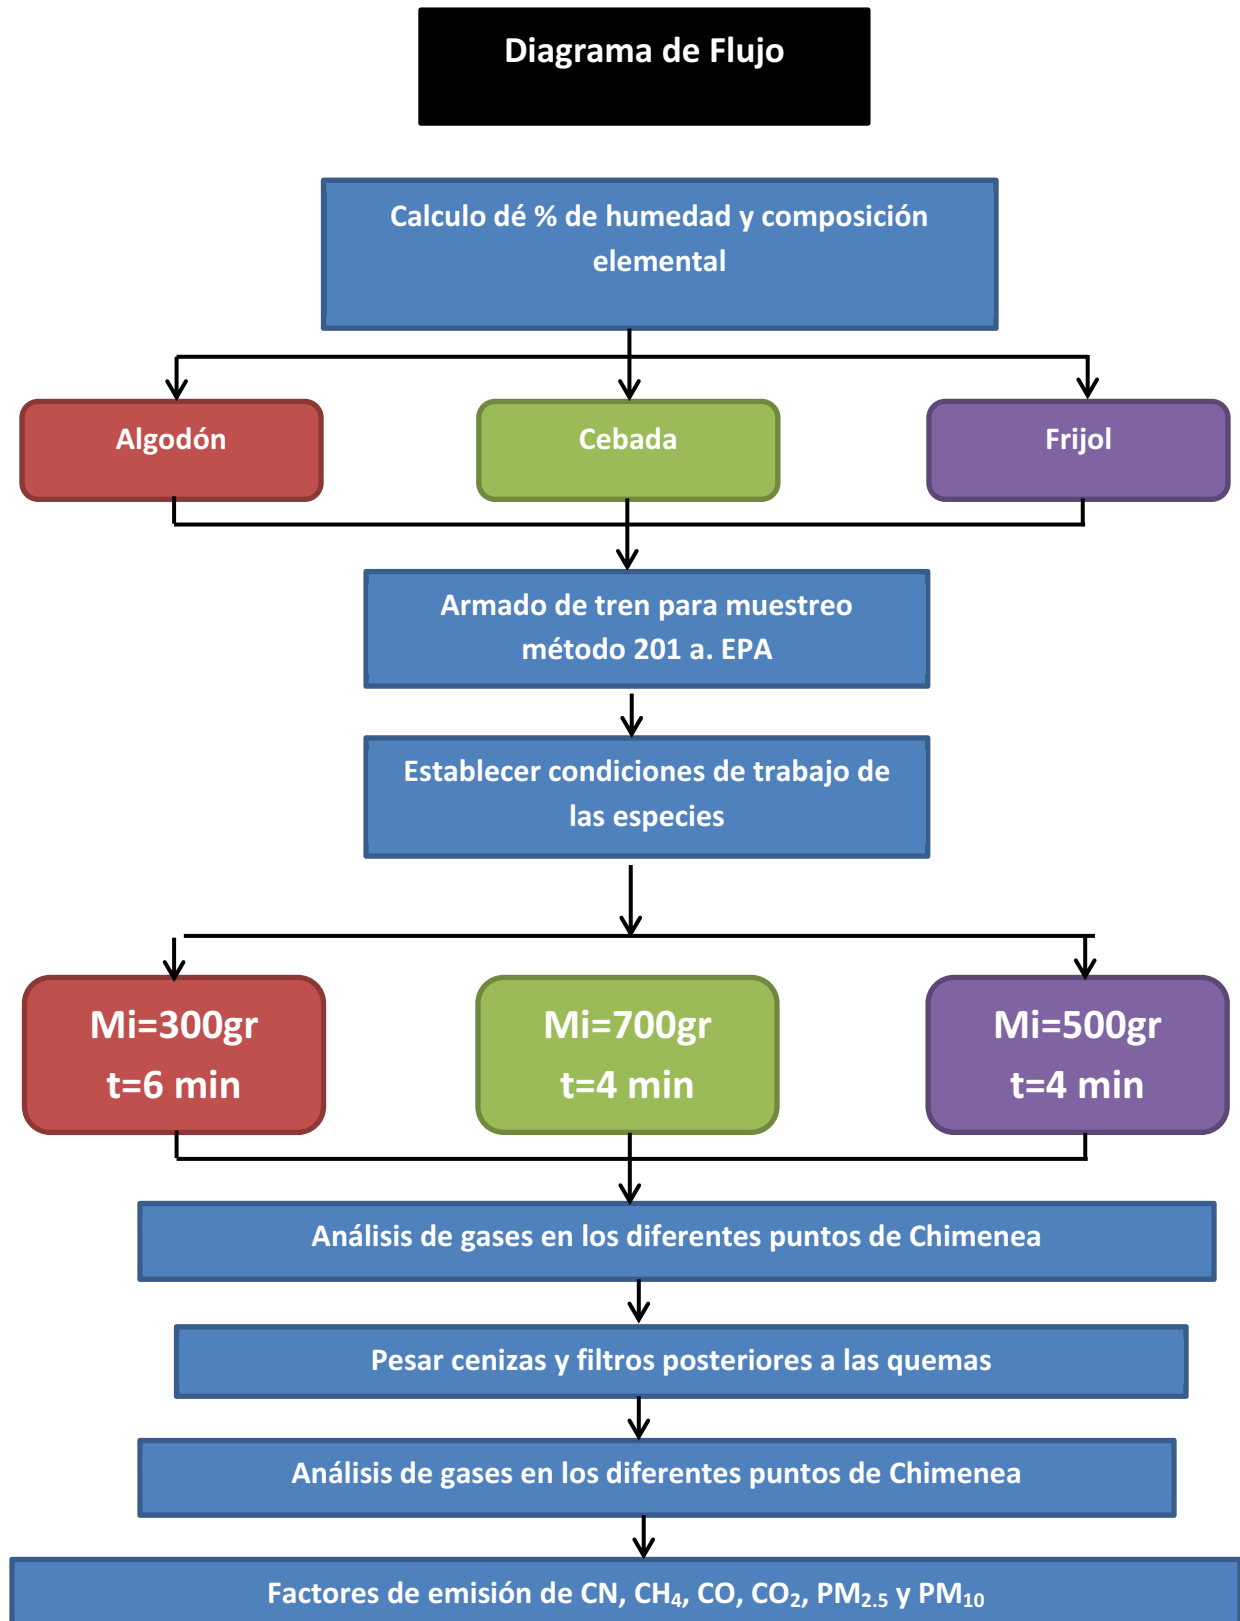 Diagrama de Flujo
Calculo dé % de humedad y composición
elemental
Algodón
Cebada
Frijol
Armado de tren para muestreo
método 201 a. EPA
Establecer condiciones de trabajo de
las especies
Mi=300gr
t=6 min
Mi=700gr
t=4 min
Mi=500gr
t=4 min
Análisis de gases en los diferentes puntos de Chimenea
Pesar cenizas y filtros posteriores a las quemas
Análisis de gases en los diferentes puntos de Chimenea
Factores de emisión de CN, CH₄, CO, CO₂, PM₂.₅ y PM₁₀